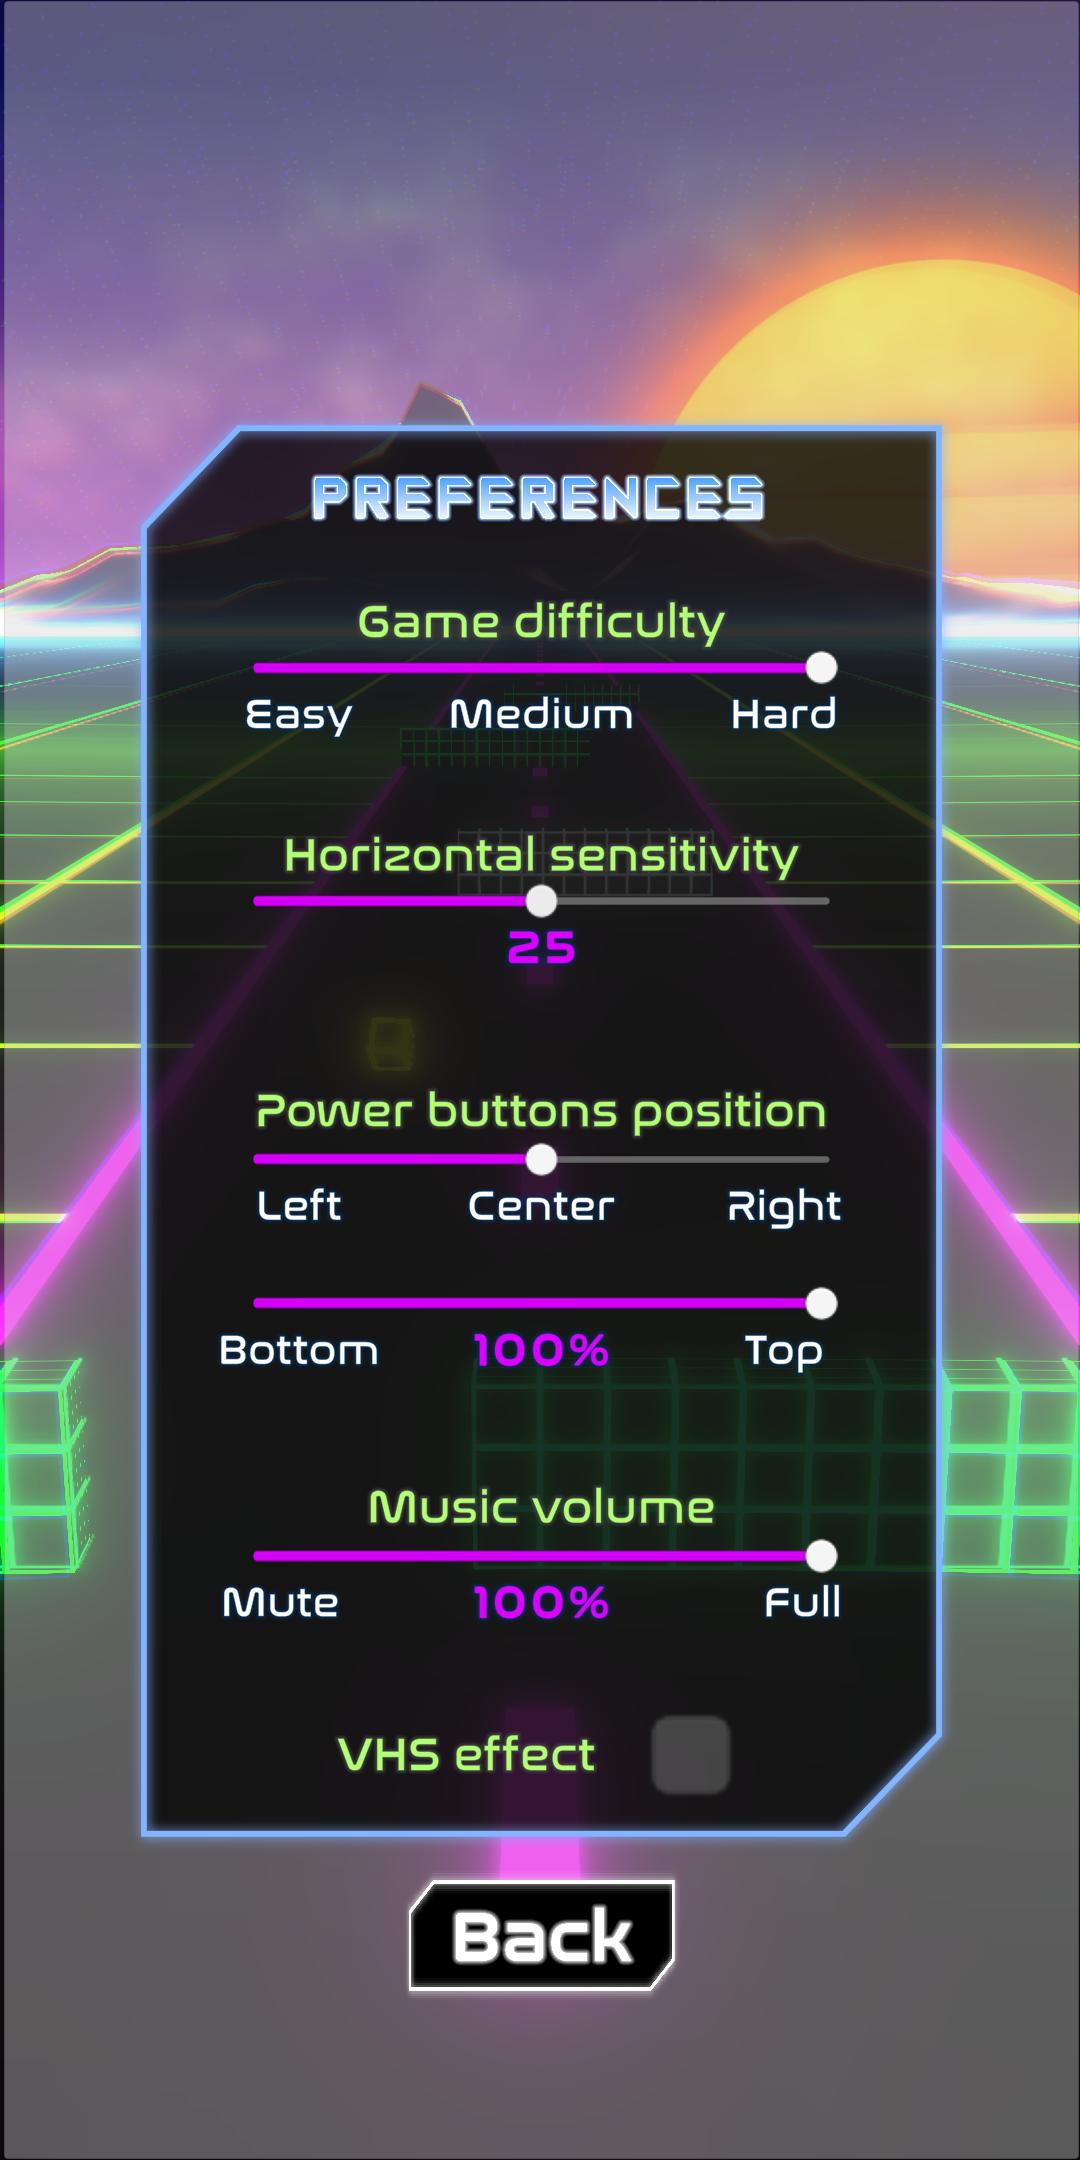 PREFERENCES
Game difficulty
Easy Medium Hard
Horizontal sensitivity
25
Power buttons position
Left Center Right
Bottom 100% Top
Music volume
Mute 100% Full
VHS effect
Back